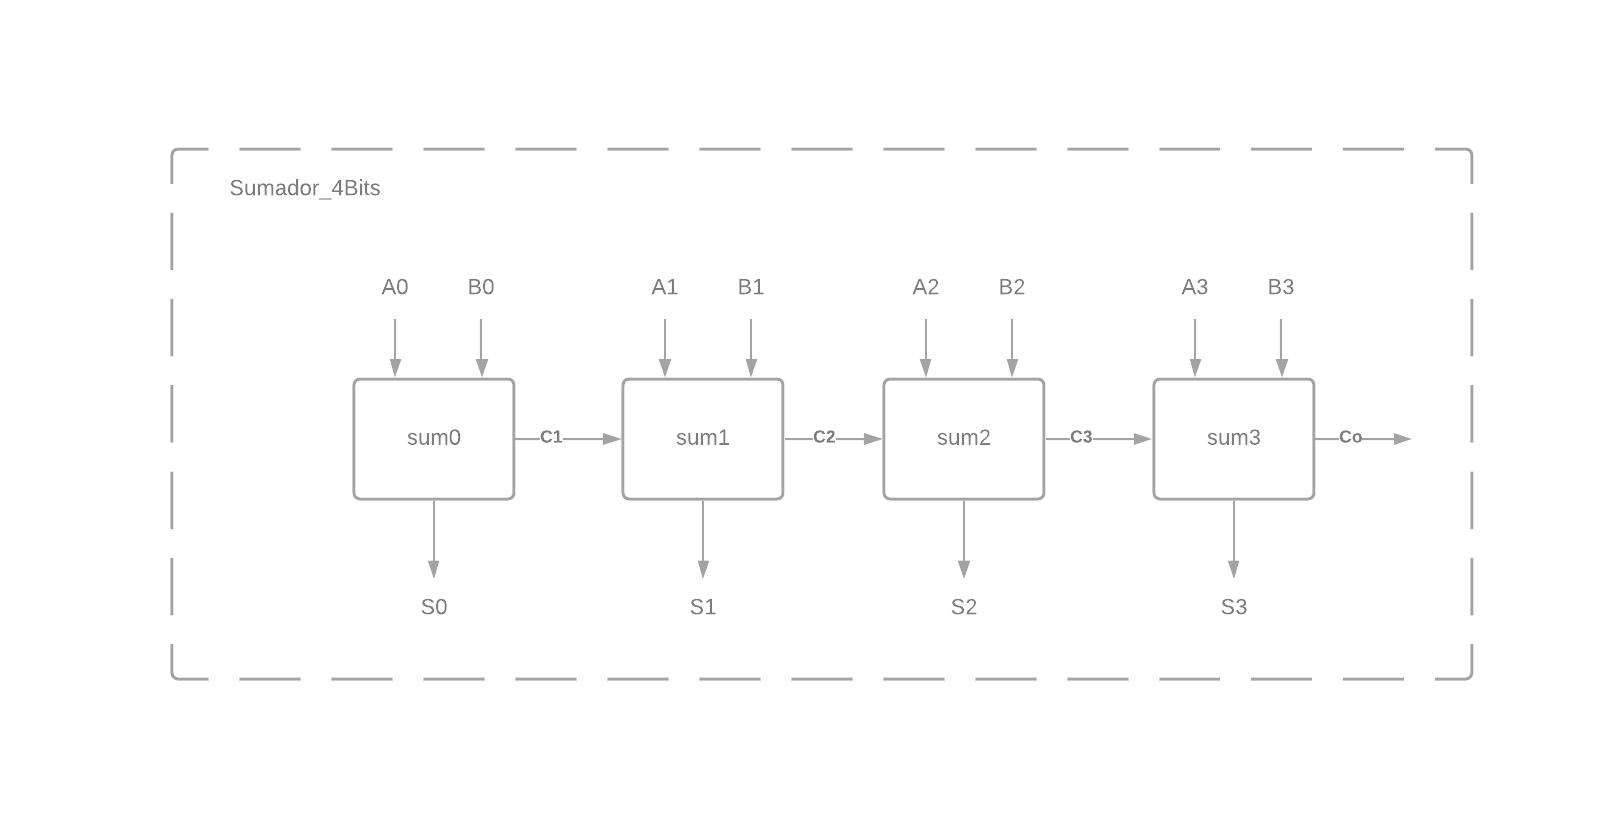 Sumador_4Bits
A0 B0 A1 B1 A2 B2 A3 B3
sum0 C1 sum1 C2 sum2 C3 sum3 Co
S0 S1 S2 S3